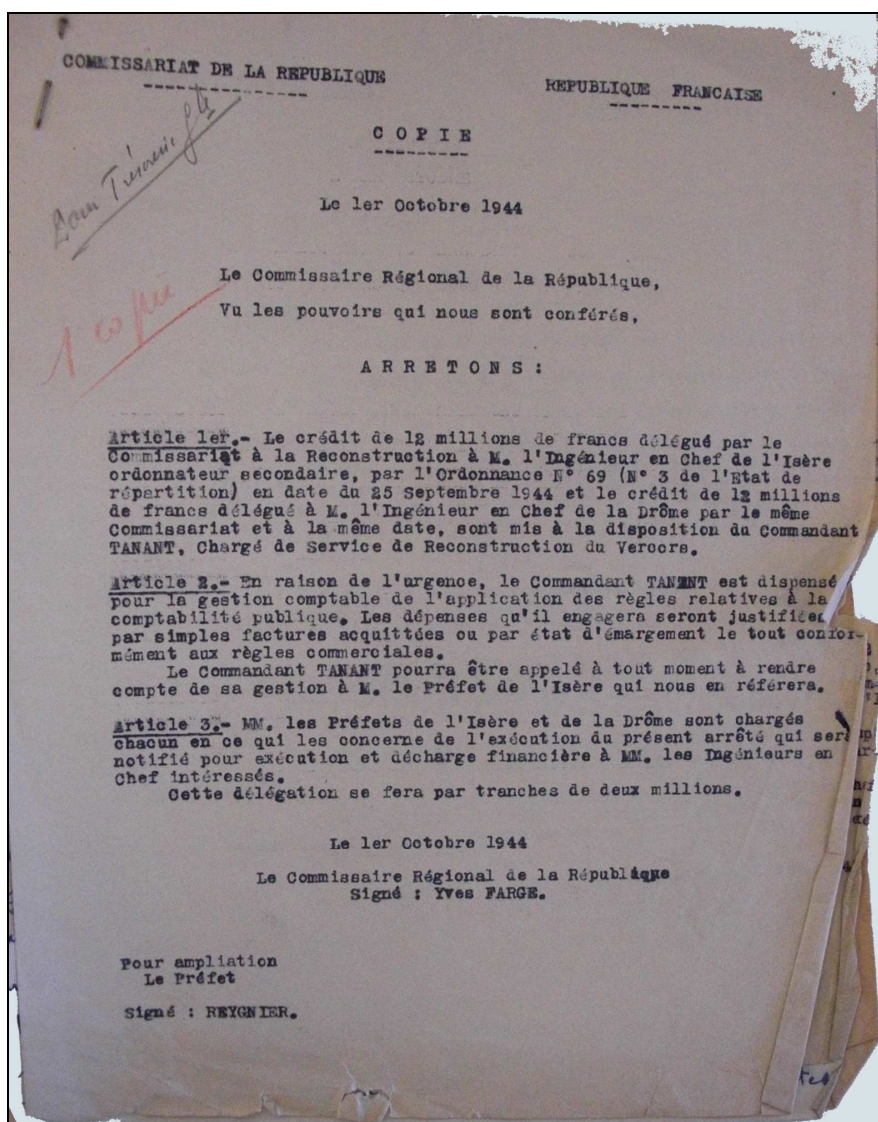 COMMISSARIAT DE LA REPUBLIQUE
REPUBLIQUE FRANCAISE
COPIE
Pour Trésorerie Gle
Le 1er Octobre 1944
1 copie
Le Commissaire Régional de la République,
Vu les pouvoirs qui nous sont conférés,
ARRETONS :
Article 1er.- Le crédit de 12 millions de francs délégué par le
Commissariat à la Reconstruction à M. l'Ingénieur en Chef de l'Isère
ordonnateur secondaire, par l'Ordonnance N° 69 (N° 3 de l'Etat de
répartition) en date du 25 Septembre 1944 et le crédit de 12 millions
de francs délégué à M. l'Ingénieur en Chef de la Drôme par le même
Commissariat et à la même date, sont mis à la disposition du Commandant
TANANT, Chargé de Service de Reconstruction du Vercors.
Article 2.- En raison de l'urgence, le Commandant TANANT est dispensé
pour la gestion comptable de l'application des règles relatives à la
comptabilité publique. Les dépenses qu'il engagera seront justifiées
par simples factures acquittées ou par état d'émargement le tout confor-
mément aux règles commerciales.
Le Commandant TANANT pourra être appelé à tout moment à rendre
compte de sa gestion à M. le Préfet de l'Isère qui nous en référera.
Article 3.- MM. les Préfets de l'Isère et de la Drôme sont chargés
chacun en ce qui les concerne de l'exécution du présent arrêté qui sera
notifié pour exécution et décharge financière à MM. les Ingénieurs en
Chef intéressés.
Cette délégation se fera par tranches de deux millions.
Le 1er Octobre 1944
Le Commissaire Régional de la République
Signé : Yves FARGE.
Pour ampliation
Le Préfet
Signé : REYGNIER.